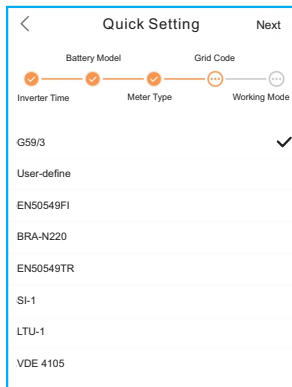 Quick Setting Next
Battery Model Grid Code
Inverter Time Meter Type Working Mode
G59/3
User-define
EN50549FI
BRA-N220
EN50549TR
SI-1
LTU-1
VDE 4105